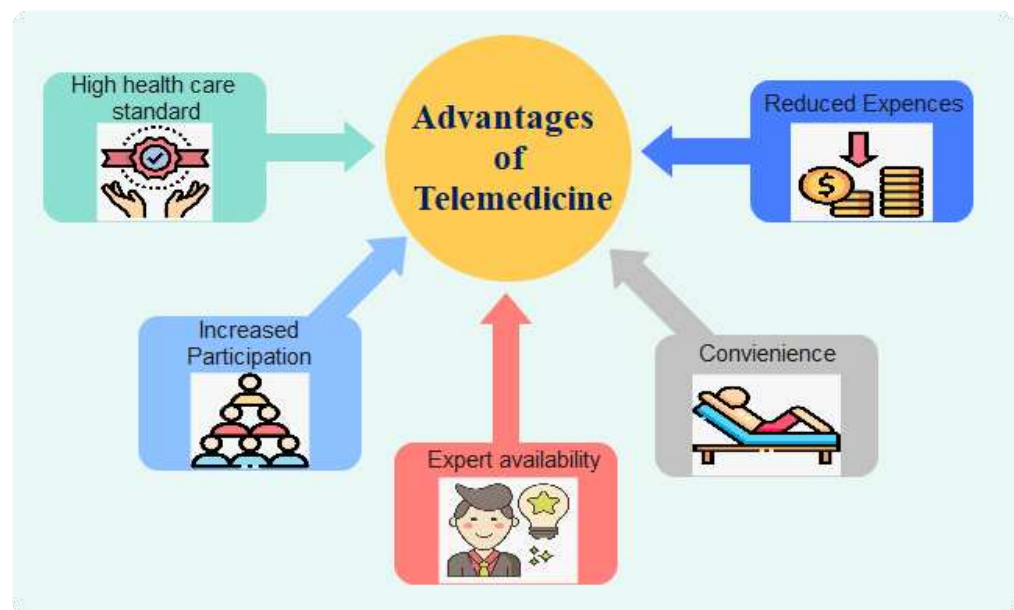 Advantages
of
Telemedicine
High health care
standard
Reduced Expences
Increased
Participation
Convienience
Expert availability
$